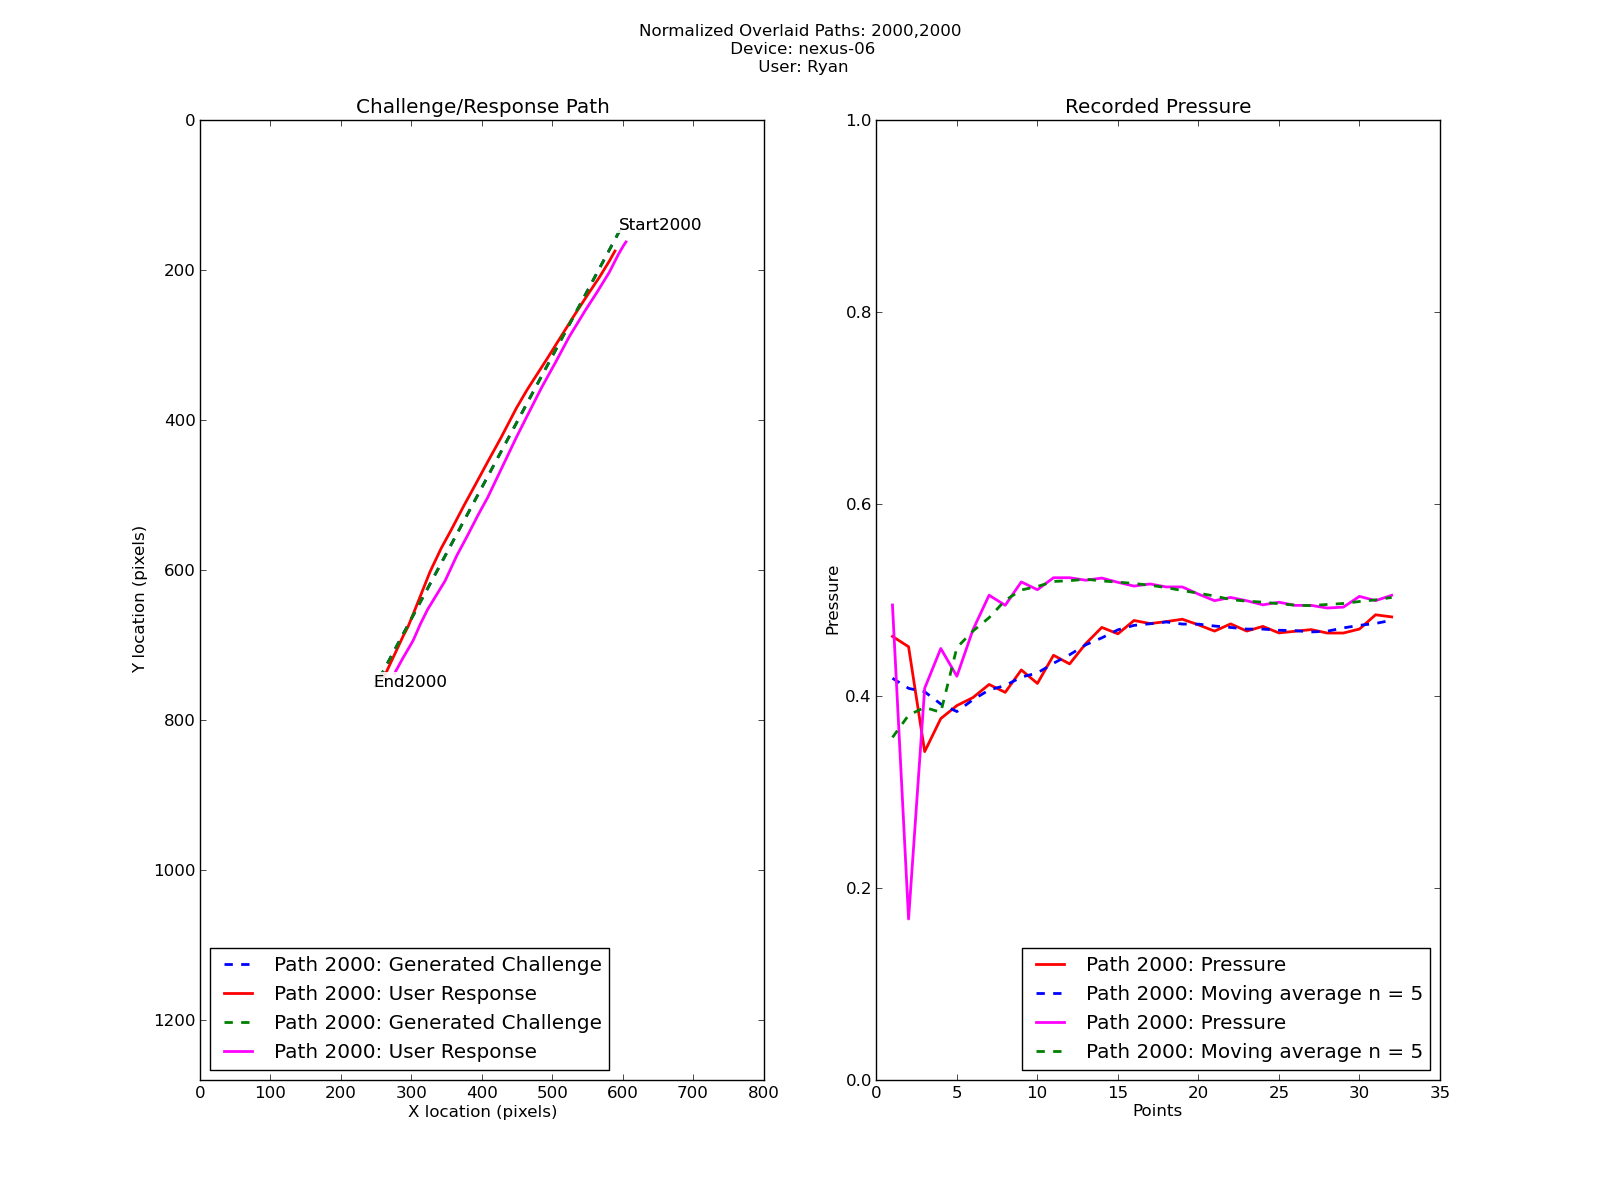 Normalized Overlaid Paths: 2000,2000
Device: nexus-06
User: Ryan
Challenge/Response Path
0
200
400
600
800
1000
1200
Y location (pixels)
Start2000
End2000
Path 2000: Generated Challenge
Path 2000: User Response
Path 2000: Generated Challenge
Path 2000: User Response
0 100 200 300 400 500 600 700 800
X location (pixels)
Recorded Pressure
1.0
0.8
0.6
0.4
0.2
0.0
Pressure
Path 2000: Pressure
Path 2000: Moving average n = 5
Path 2000: Pressure
Path 2000: Moving average n = 5
0 5 10 15 20 25 30 35
Points